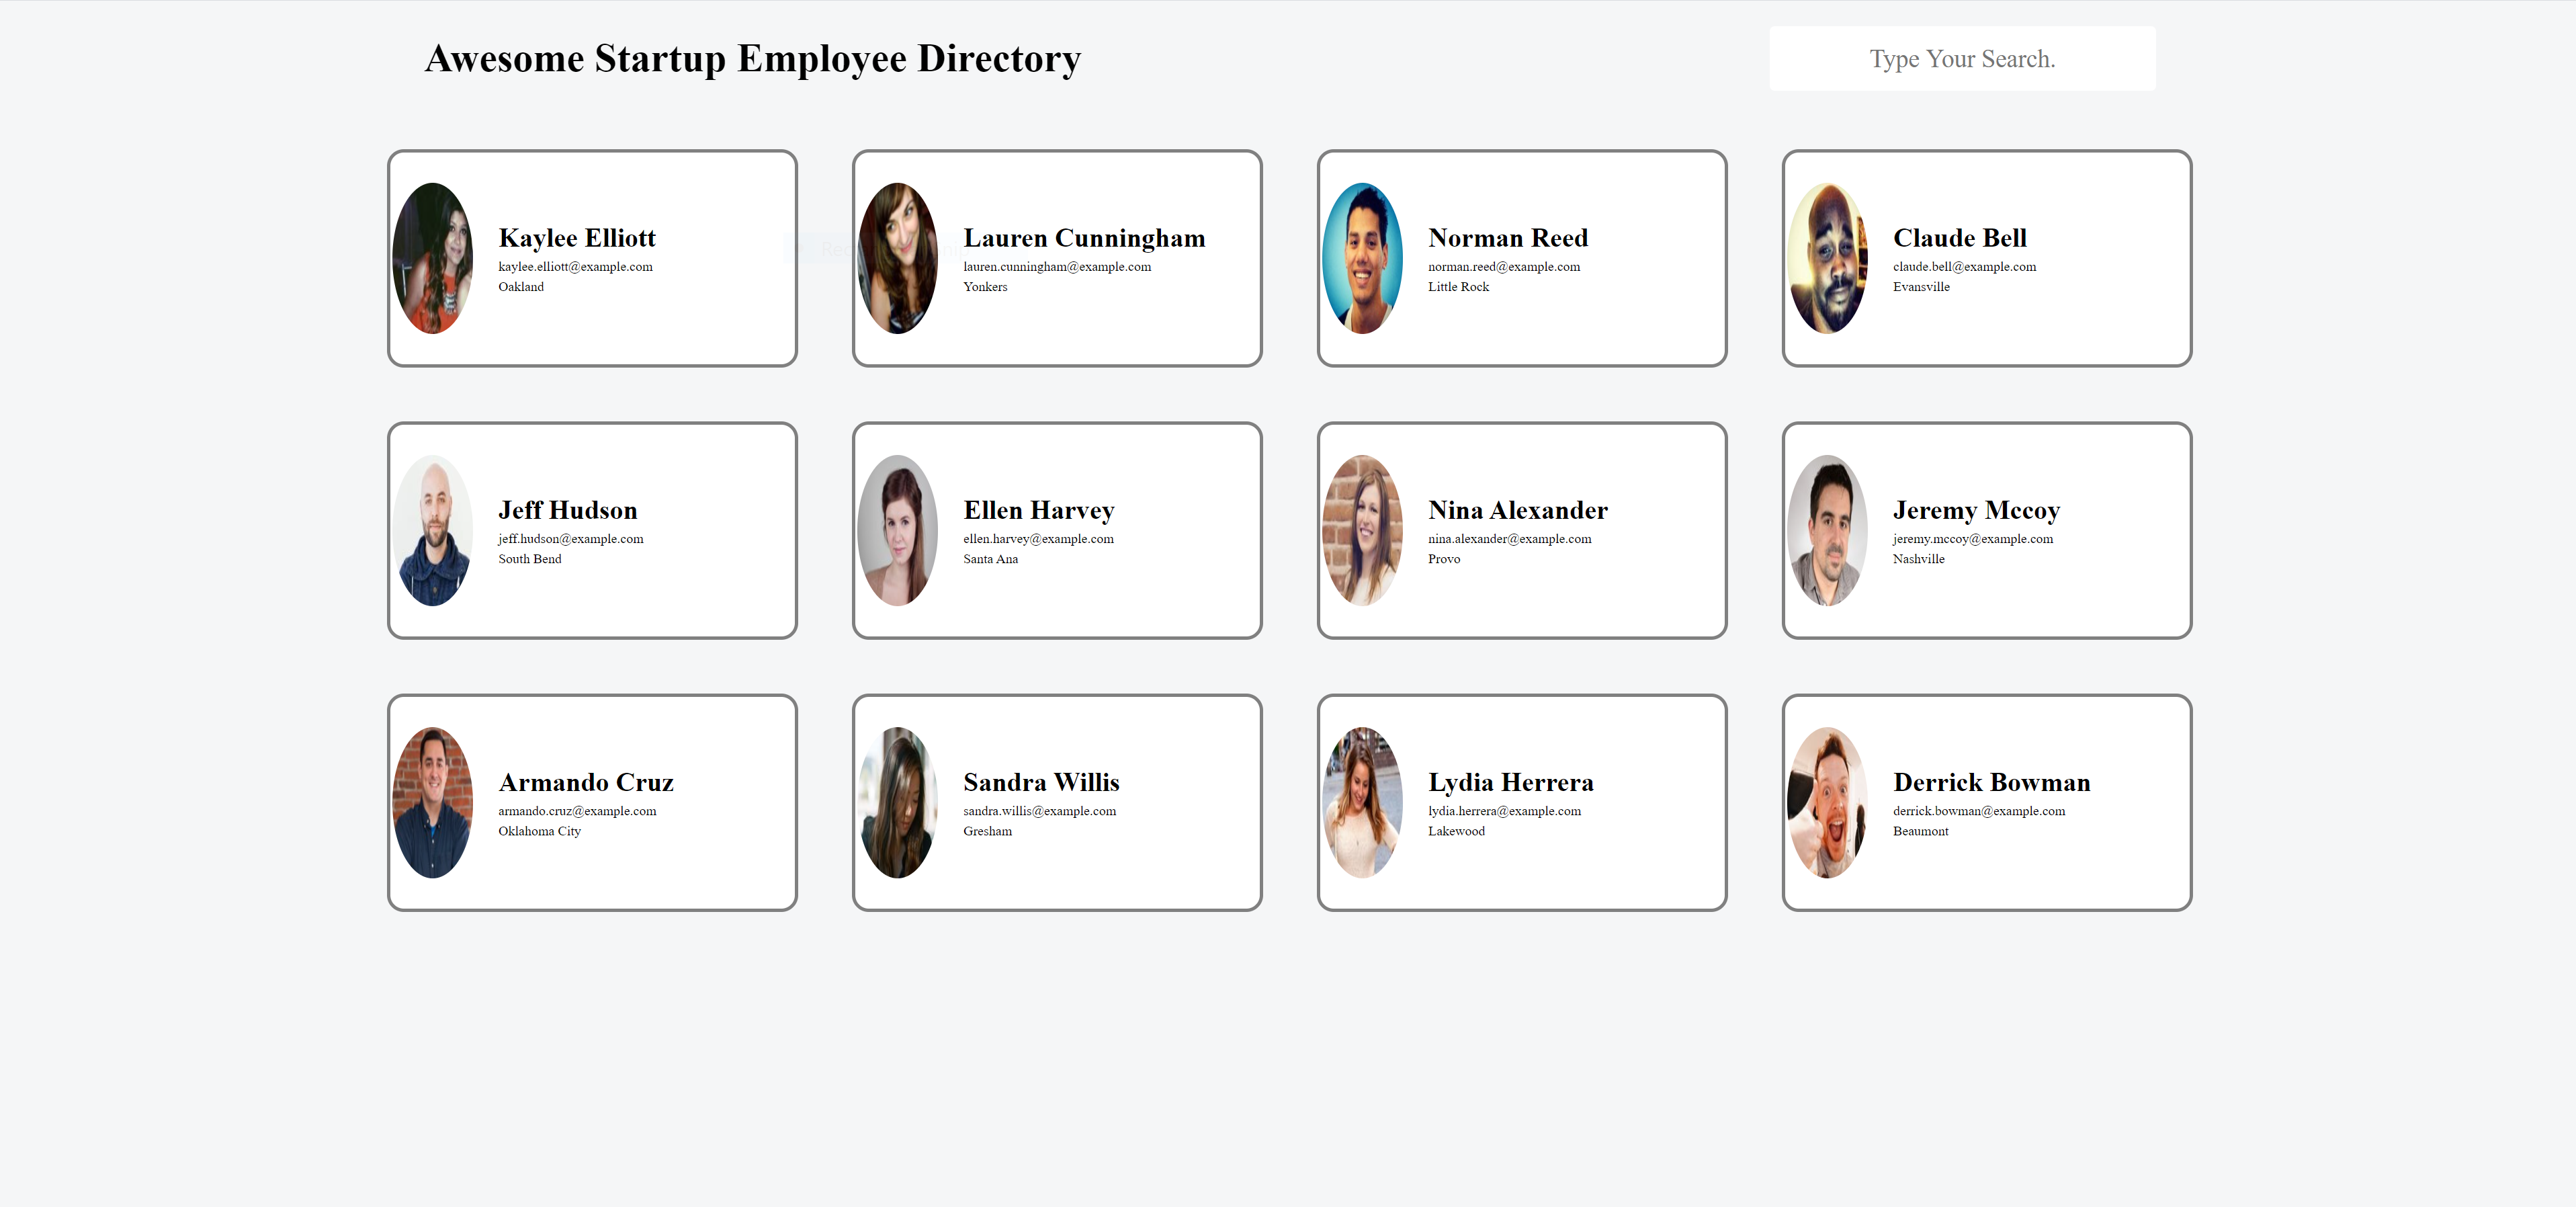 Awesome Startup Employee Directory
Type Your Search.
Kaylee Elliott
kaylee.elliott@example.com
Oakland
Lauren Cunningham
lauren.cunningham@example.com
Yonkers
Norman Reed
norman.reed@example.com
Little Rock
Claude Bell
claude.bell@example.com
Evansville
Jeff Hudson
jeff.hudson@example.com
South Bend
Ellen Harvey
ellen.harvey@example.com
Santa Ana
Nina Alexander
nina.alexander@example.com
Provo
Jeremy Mccoy
jeremy.mccoy@example.com
Nashville
Armando Cruz
armando.cruz@example.com
Oklahoma City
Sandra Willis
sandra.willis@example.com
Gresham
Lydia Herrera
lydia.herrera@example.com
Lakewood
Derrick Bowman
derrick.bowman@example.com
Beaumont